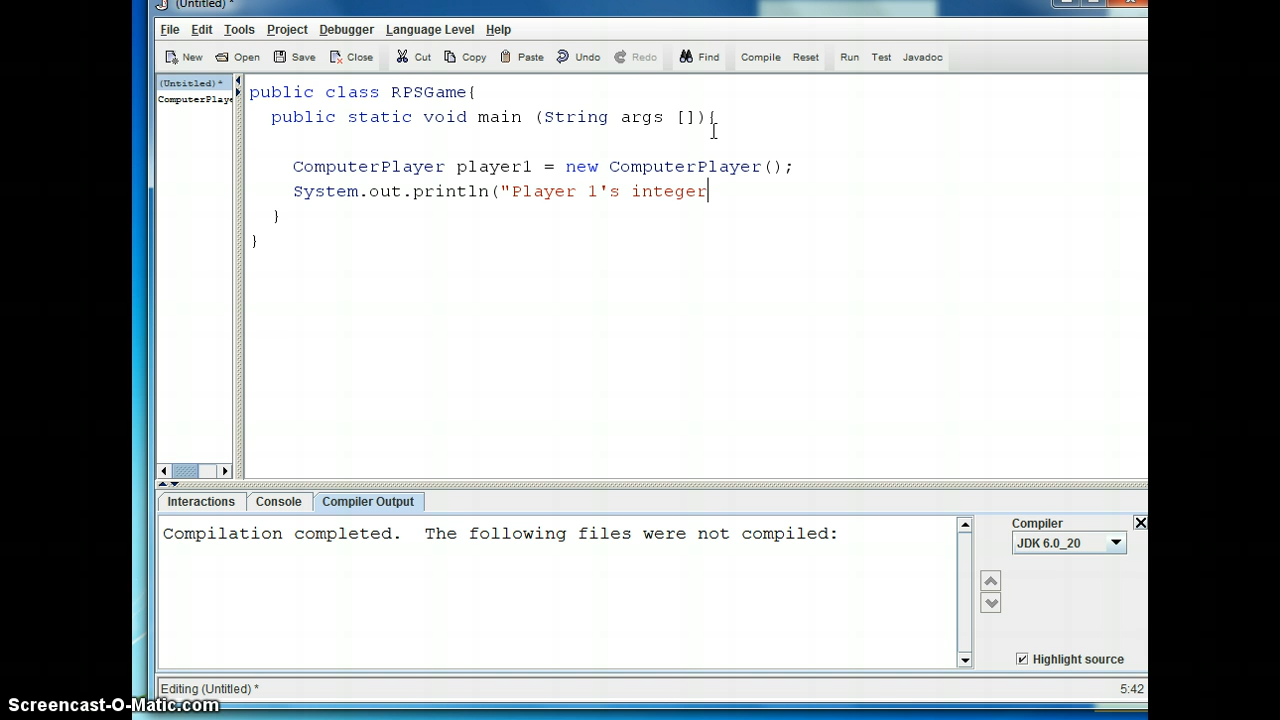 (Untitled) *
File Edit Tools Project Debugger Language Level Help
New Open Save Close Cut Copy Paste Undo Redo Find Compile Reset Run Test Javadoc
(Untitled) *
ComputerPlaye
public class RPSGame{
public static void main (String args []){
ComputerPlayer player1 = new ComputerPlayer();
System.out.println("Player 1's integer
}
}
Interactions Console Compiler Output
Compilation completed. The following files were not compiled:
Compiler
JDK 6.0_20
Highlight source
Editing (Untitled) * 5:42
Screencast-O-Matic.com